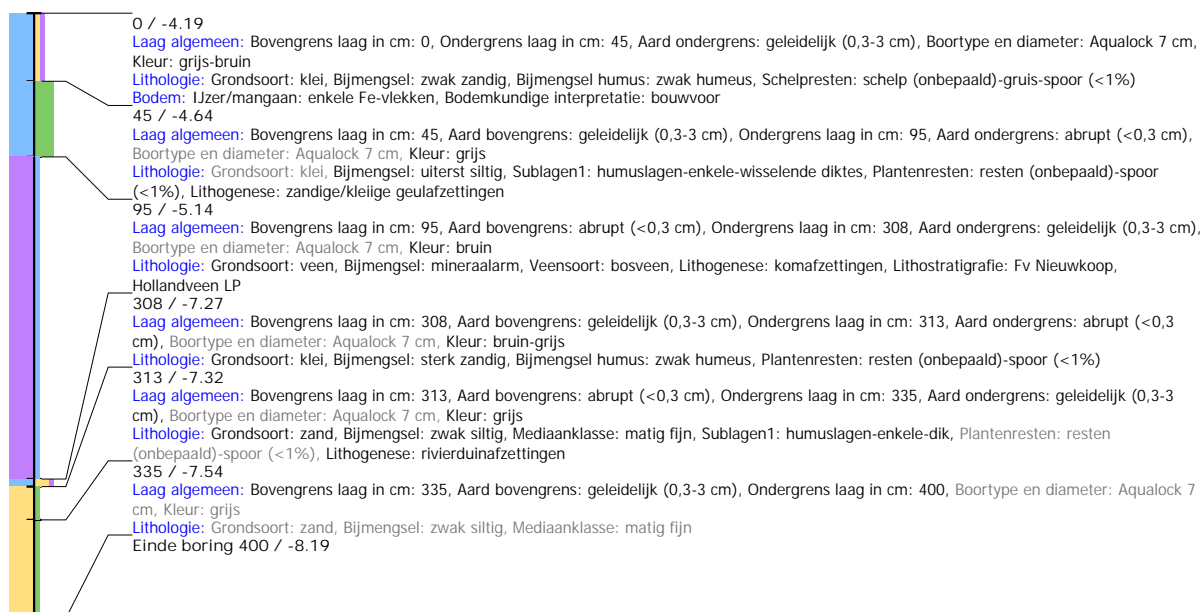 0 / -4.19
Laag algemeen: Bovengrens laag in cm: 0, Ondergrens laag in cm: 45, Aard ondergrens: geleidelijk (0,3-3 cm), Boortype en diameter: Aqualock 7 cm,
Kleur: grijs-bruin
Lithologie: Grondsoort: klei, Bijmengsel: zwak zandig, Bijmengsel humus: zwak humeus, Schelpresten: schelp (onbepaald)-gruis-spoor (<1%)
Bodem: IJzer/mangaan: enkele Fe-vlekken, Bodemkundige interpretatie: bouwvoor
45 / -4.64
Laag algemeen: Bovengrens laag in cm: 45, Aard bovengrens: geleidelijk (0,3-3 cm), Ondergrens laag in cm: 95, Aard ondergrens: abrupt (<0,3 cm),
Boortype en diameter: Aqualock 7 cm, Kleur: grijs
Lithologie: Grondsoort: klei, Bijmengsel: uiterst siltig, Sublagen1: humuslagen-enkele-wisselende diktes, Plantenresten: resten (onbepaald)-spoor
(<1%), Lithogenese: zandige/kleiige geulafzettingen
95 / -5.14
Laag algemeen: Bovengrens laag in cm: 95, Aard bovengrens: abrupt (<0,3 cm), Ondergrens laag in cm: 308, Aard ondergrens: geleidelijk (0,3-3 cm),
Boortype en diameter: Aqualock 7 cm, Kleur: bruin
Lithologie: Grondsoort: veen, Bijmengsel: mineraalarm, Veensoort: bosveen, Lithogenese: komafzettingen, Lithostratigrafie: Fv Nieuwkoop,
Hollandveen LP
308 / -7.27
Laag algemeen: Bovengrens laag in cm: 308, Aard bovengrens: geleidelijk (0,3-3 cm), Ondergrens laag in cm: 313, Aard ondergrens: abrupt (<0,3
cm), Boortype en diameter: Aqualock 7 cm, Kleur: bruin-grijs
Lithologie: Grondsoort: klei, Bijmengsel: sterk zandig, Bijmengsel humus: zwak humeus, Plantenresten: resten (onbepaald)-spoor (<1%)
313 / -7.32
Laag algemeen: Bovengrens laag in cm: 313, Aard bovengrens: abrupt (<0,3 cm), Ondergrens laag in cm: 335, Aard ondergrens: geleidelijk (0,3-3
cm), Boortype en diameter: Aqualock 7 cm, Kleur: grijs
Lithologie: Grondsoort: zand, Bijmengsel: zwak siltig, Mediaanklasse: matig fijn, Sublagen1: humuslagen-enkele-dik, Plantenresten: resten
(onbepaald)-spoor (<1%), Lithogenese: rivierduinafzettingen
335 / -7.54
Laag algemeen: Bovengrens laag in cm: 335, Aard bovengrens: geleidelijk (0,3-3 cm), Ondergrens laag in cm: 400, Boortype en diameter: Aqualock 7
cm, Kleur: grijs
Lithologie: Grondsoort: zand, Bijmengsel: zwak siltig, Mediaanklasse: matig fijn
Einde boring 400 / -8.19